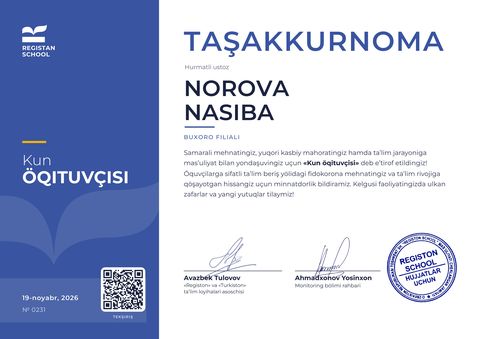 REGISTAN
SCHOOL
Kun
ÖQITUVÇISI
19-noyabr, 2026
№ 0231
TEKŞIRIŞ
TAŞAKKURNOMA
Hurmatli ustoz
NOROVA
NASIBA
BUXORO FILIALI
Samarali mehnatingiz, yuqori kasbiy mahoratingiz hamda ta’lim jarayoniga
mas’uliyat bilan yondaşuvingiz uçun «Kun öqituvçisi» deb e’tirof etildingiz!
Öquvçilarga sifatli ta’lim beriş yölidagi fidokorona mehnatingiz va ta’lim rivojiga
qöşayotgan hissangiz uçun minnatdorlik bildiramiz. Kelgusi faoliyatingizda ulkan
zafarlar va yangi yutuqlar tilaymiz!
Avazbek Tulovov
«Registon» va «Turkiston»
ta’lim loyihalari asoschisi
Ahmadxonov Yosinxon
Monitoring bölimi rahbari
REGISTON
SCHOOL
HUJJATLAR
UCHUN